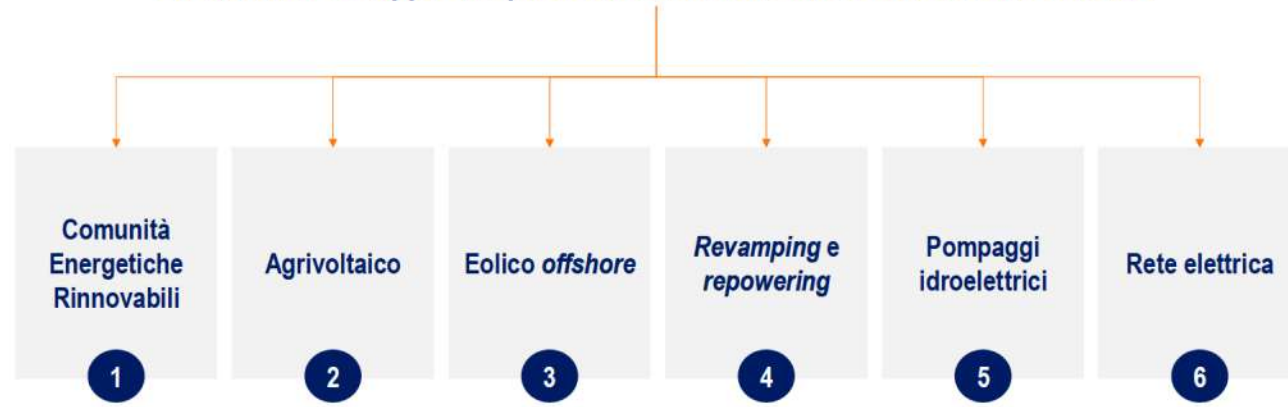 Comunità
Energetiche
Rinnovabili
Agrivoltaico
Eolico offshore
Revamping e
repowering
Pompaggi
idroelettrici
Rete elettrica
1
2
3
4
5
6